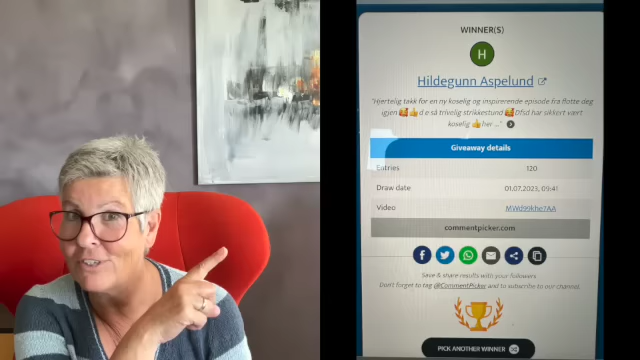 WINNER(S)
H
Hildegunn Aspelund
"Hjertelig takk for en ny koselig og inspirerende episode fra flotte deg
igjen 🥰👍 d e så trivelig strikkestund 🥰 Dfsd har sikkert vært
koselig 👍 her ..."
Giveaway details
Entries 120
Draw date 01.07.2023, 09:41
Video MWd99khe7AA
commentpicker.com
Save & share results with your followers
Don't forget to tag @CommentPicker and to subscribe to our channel.
PICK ANOTHER WINNER